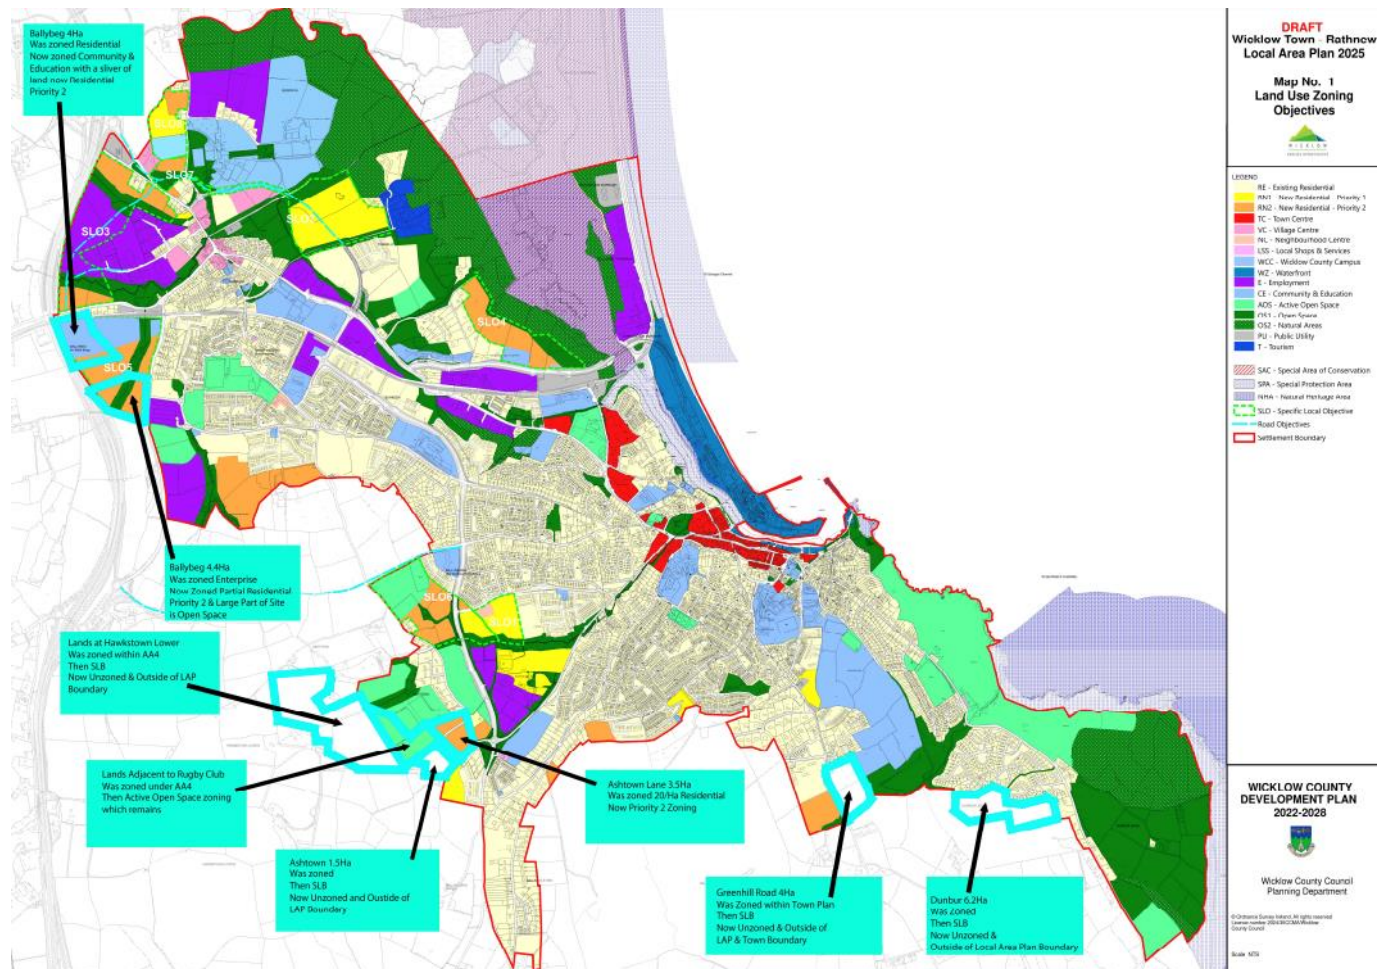 Ballybeg 4Ha
Was zoned Residential
Now zoned Community &
Education with a sliver of
land now Residential
Priority 2
DRAFT
Wicklow Town - Rathnew
Local Area Plan 2025
Map No. 1
Land Use Zoning
Objectives
WICKLOW
LEGEND
RE - Existing Residential
RN1 - New Residential - Priority 1
RN2 - New Residential - Priority 2
TC - Town Centre
VC - Village Centre
NC - Neighbourhood Centre
LSS - Local Shops & Services
WCC - Wicklow County Campus
WZ - Waterfront
E - Employment
CE - Community & Education
AOS - Active Open Space
OS1 - Open Space
OS2 - Natural Areas
PU - Public Utility
T - Tourism
SAC - Special Area of Conservation
SPA - Special Protection Area
NHA - Natural Heritage Area
SLO - Specific Local Objective
Road Objectives
Settlement Boundary
SLO7
SLO3
SLO4
SLO5
SLO6
Ballybeg 4.4Ha
Was zoned Enterprise
Now Zoned Partial Residential
Priority 2 & Large Part of Site
is Open Space
Lands at Hawkstown Lower
Was zoned within AA4
Then SLB
Now Unzoned & Outside of LAP
Boundary
Lands Adjacent to Rugby Club
Was zoned under AA4
Then Active Open Space zoning
which remains
Ashtown Lane 3.5Ha
Was zoned 20/Ha Residential
Now Priority 2 Zoning
Ashtown 1.5Ha
Was zoned
Then SLB
Now Unzoned and Oustide of
LAP Boundary
Greenhill Road 4Ha
Was Zoned within Town Plan
Then SLB
Now Unzoned & Outside of
LAP & Town Boundary
Dunbur 6.2Ha
Was Zoned
Then SLB
Now Unzoned &
Outside of Local Area Plan Boundary
WICKLOW COUNTY
DEVELOPMENT PLAN
2022-2028
Wicklow County Council
Planning Department
© Ordnance Survey Ireland. All rights reserved
County Council
Scale NTS